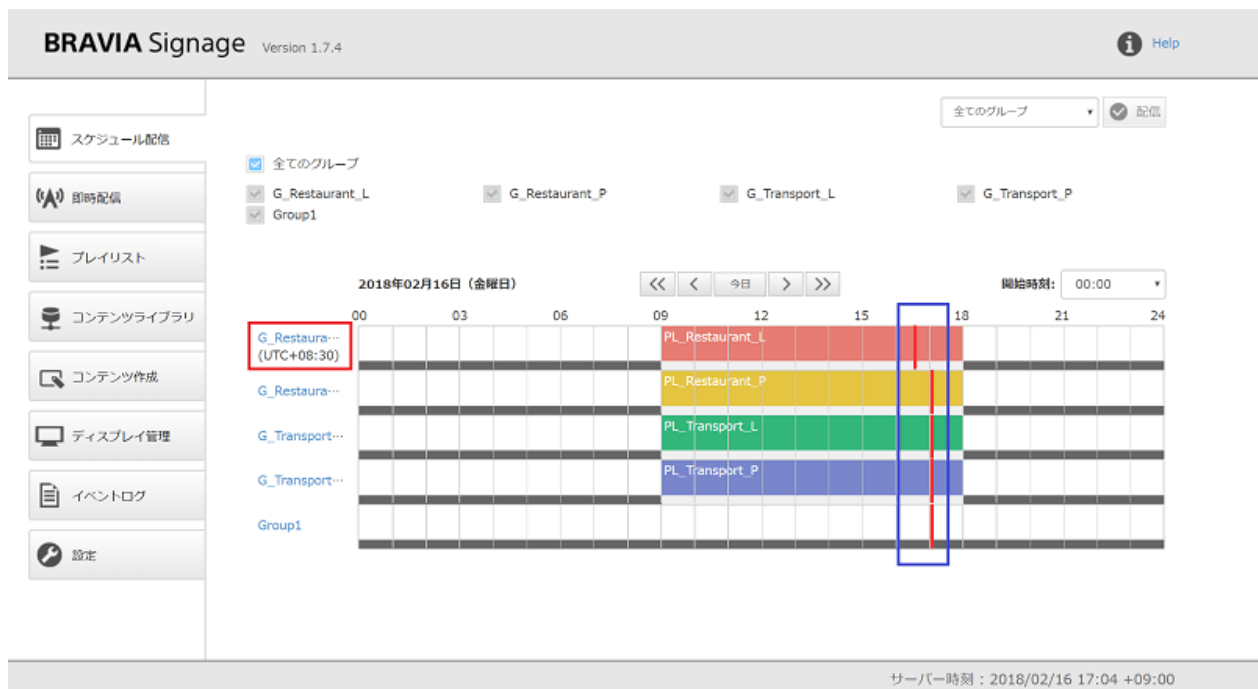 BRAVIA Signage Version 1.7.4
Help
全てのグループ
配信
スケジュール配信
即時配信
プレイリスト
コンテンツライブラリ
コンテンツ作成
ディスプレイ管理
イベントログ
設定
全てのグループ
G_Restaurant_L G_Restaurant_P G_Transport_L G_Transport_P
Group1
2018年02月16日（金曜日） 今日 開始時刻: 00:00
00 03 06 09 12 15 18 21 24
G_Restaura… PL_Restaurant_L
(UTC+08:30)
G_Restaura… PL_Restaurant_P
G_Transport… PL_Transport_L
G_Transport… PL_Transport_P
Group1
サーバー時刻 : 2018/02/16 17:04 +09:00